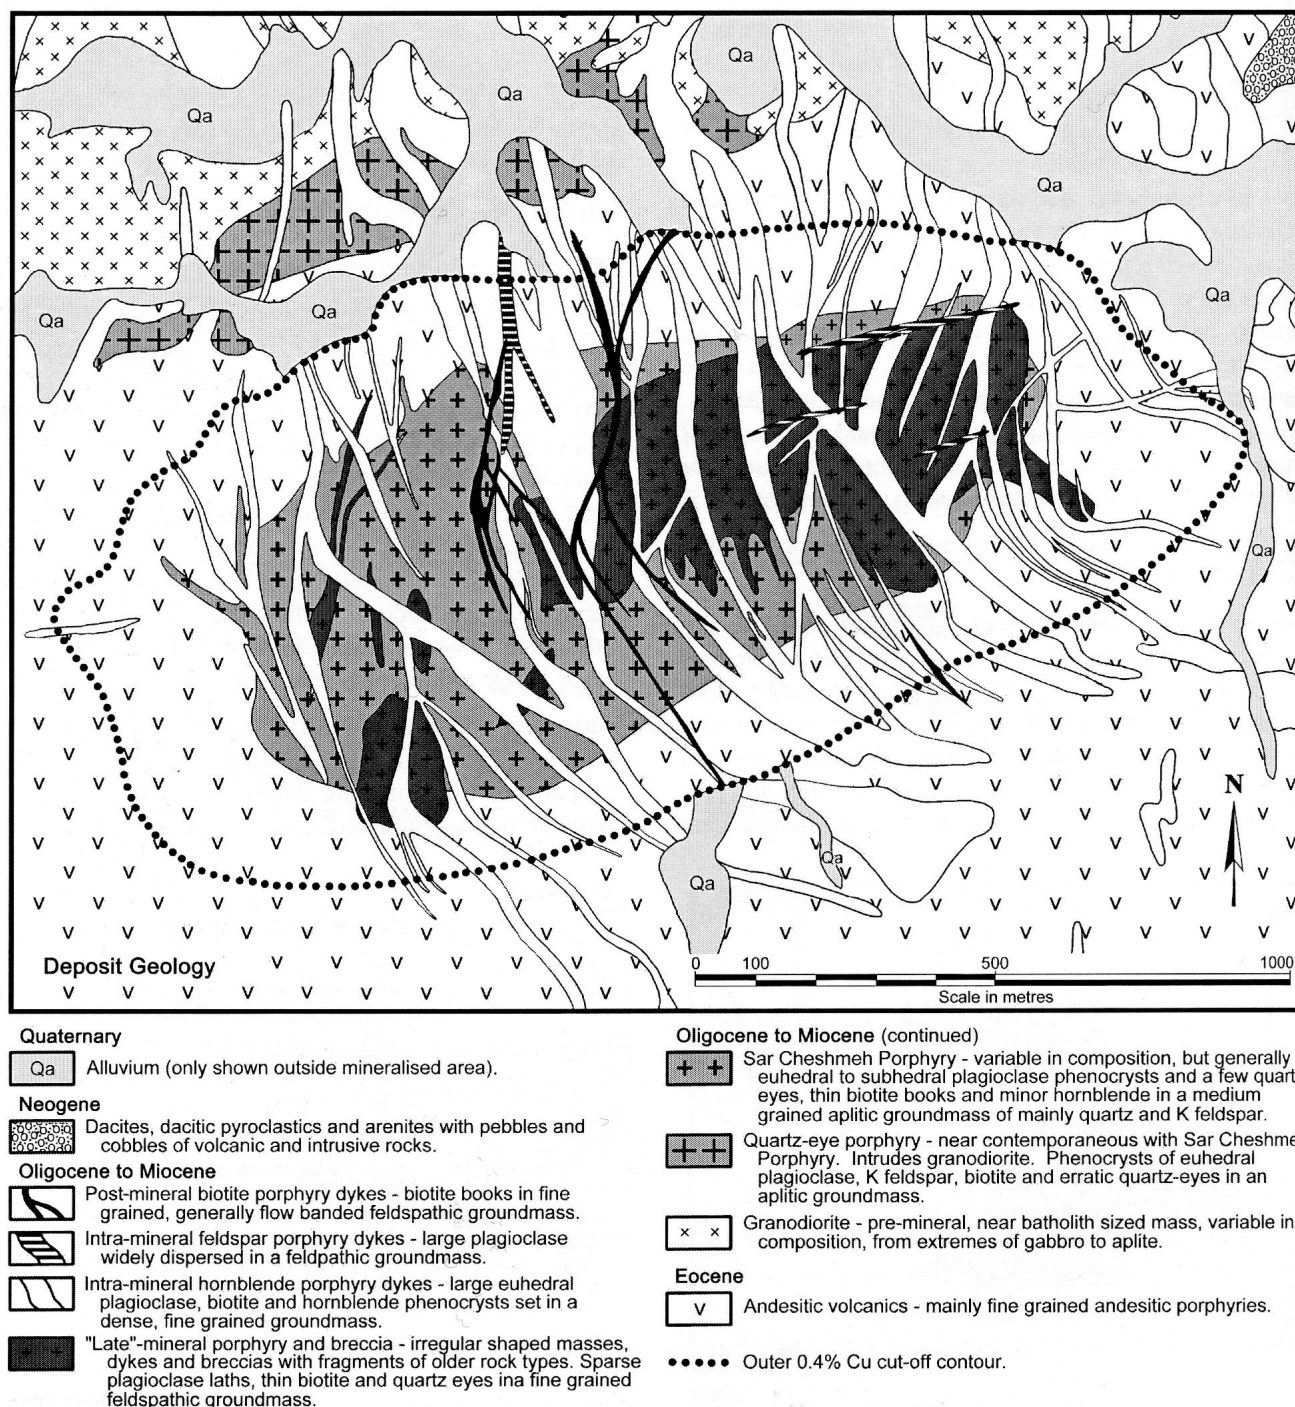 Qa
Qa
Qa
Qa
Qa
Qa
Qa
Qa
Qa
Qa
N
Deposit Geology
0 100 500 1000
Scale in metres
Quaternary
Qa Alluvium (only shown outside mineralised area).
Neogene
Dacites, dacitic pyroclastics and arenites with pebbles and
cobbles of volcanic and intrusive rocks.
Oligocene to Miocene
Post-mineral biotite porphyry dykes - biotite books in fine
grained, generally flow banded feldspathic groundmass.
Intra-mineral feldspar porphyry dykes - large plagioclase
widely dispersed in a feldpathic groundmass.
Intra-mineral hornblende porphyry dykes - large euhedral
plagioclase, biotite and hornblende phenocrysts set in a
dense, fine grained groundmass.
"Late"-mineral porphyry and breccia - irregular shaped masses,
dykes and breccias with fragments of older rock types. Sparse
plagioclase laths, thin biotite and quartz eyes ina fine grained
feldspathic groundmass.
Oligocene to Miocene (continued)
Sar Cheshmeh Porphyry - variable in composition, but generally
euhedral to subhedral plagioclase phenocrysts and a few quart
eyes, thin biotite books and minor hornblende in a medium
grained aplitic groundmass of mainly quartz and K feldspar.
Quartz-eye porphyry - near contemporaneous with Sar Cheshme
Porphyry. Intrudes granodiorite. Phenocrysts of euhedral
plagioclase, K feldspar, biotite and erratic quartz-eyes in an
aplitic groundmass.
Granodiorite - pre-mineral, near batholith sized mass, variable in
composition, from extremes of gabbro to aplite.
Eocene
V Andesitic volcanics - mainly fine grained andesitic porphyries.
Outer 0.4% Cu cut-off contour.